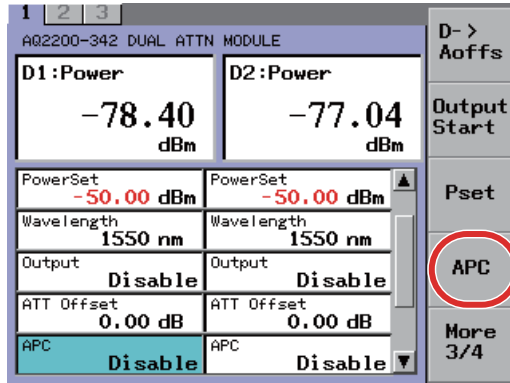 1 2 3
AQ2200-342 DUAL ATTN MODULE
D1:Power
-78.40
dBm
D2:Power
-77.04
dBm
PowerSet
-50.00 dBm
PowerSet
-50.00 dBm
Wavelength
1550 nm
Wavelength
1550 nm
Output
Disable
Output
Disable
ATT Offset
0.00 dB
ATT Offset
0.00 dB
APC
Disable
APC
Disable
D->
Aoffs
Output
Start
Pset
APC
More
3/4